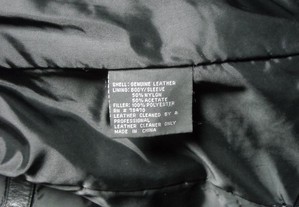 SHELL: GENUINE LEATHER
LINING: BODY/SLEEVE
50% NYLON
50% ACETATE
FILLER: 100% POLYESTER
RN #
LEATHER CLEANED BY A
PROFESSIONAL
LEATHER CLEANER ONLY
MADE IN CHINA